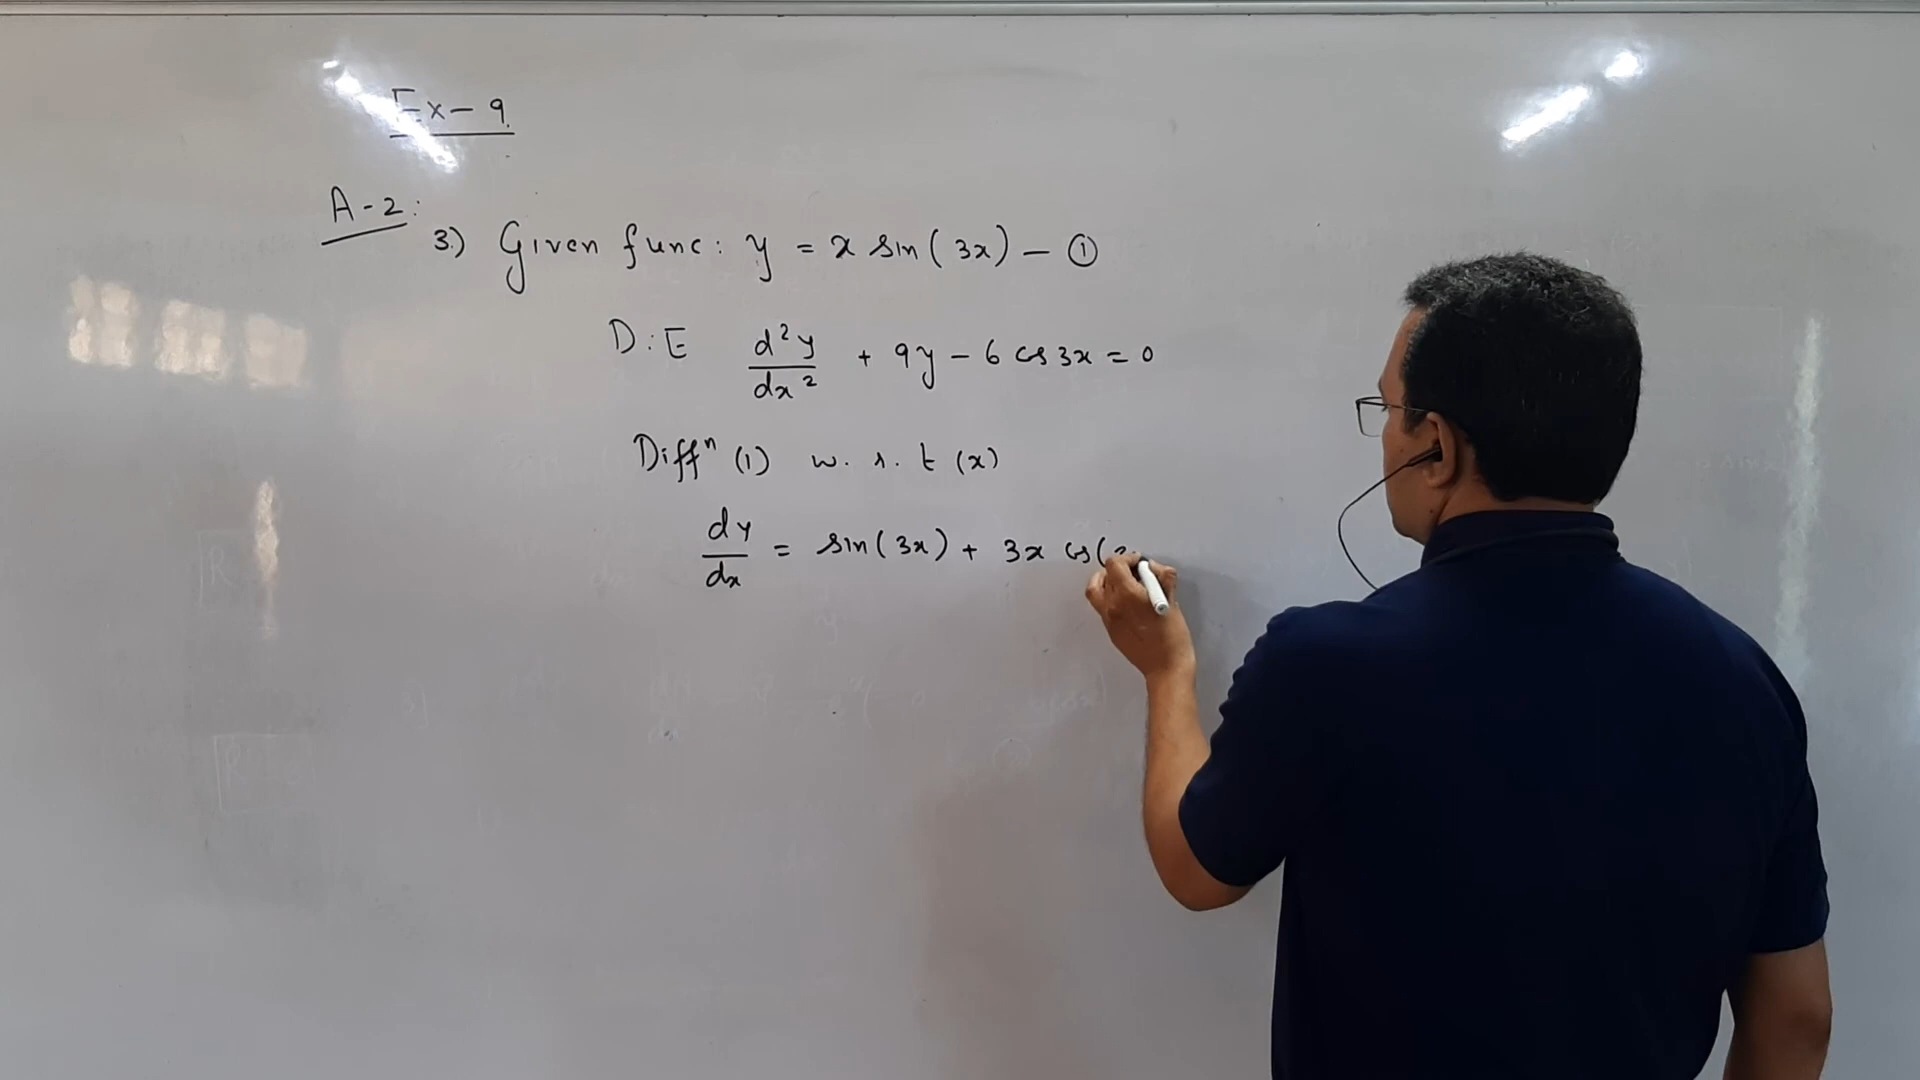 Ex - 9.
A-2:
3.) Given func: y = x sin(3x) — ①
D.E d²y/dx² + 9y - 6 cos 3x = 0
Diffⁿ (1) w.r.t (x)
dy/dx = sin(3x) + 3x cos(